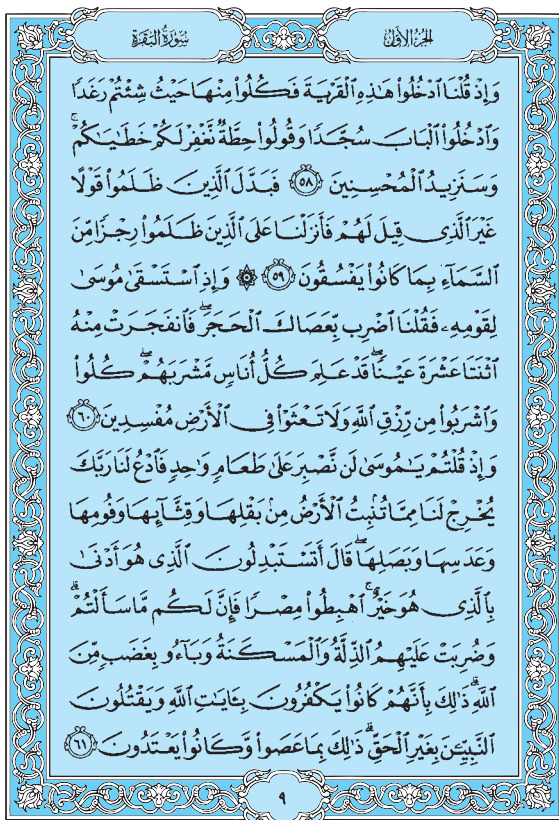 الجزء الأول
سورة البقرة
وَإِذْ قُلْنَا ٱدْخُلُوا۟ هَٰذِهِ ٱلْقَرْيَةَ فَكُلُوا۟ مِنْهَا حَيْثُ شِئْتُمْ رَغَدًا
وَٱدْخُلُوا۟ ٱلْبَابَ سُجَّدًا وَقُولُوا۟ حِطَّةٌ نَّغْفِرْ لَكُمْ خَطَٰيَٰكُمْ ۚ
وَسَنَزِيدُ ٱلْمُحْسِنِينَ ٥٨ فَبَدَّلَ ٱلَّذِينَ ظَلَمُوا۟ قَوْلًا
غَيْرَ ٱلَّذِى قِيلَ لَهُمْ فَأَنزَلْنَا عَلَى ٱلَّذِينَ ظَلَمُوا۟ رِجْزًا مِّنَ
ٱلسَّمَآءِ بِمَا كَانُوا۟ يَفْسُقُونَ ٥٩ ۞ وَإِذِ ٱسْتَسْقَىٰ مُوسَىٰ
لِقَوْمِهِۦ فَقُلْنَا ٱضْرِب بِّعَصَاكَ ٱلْحَجَرَ ۖ فَٱنفَجَرَتْ مِنْهُ
ٱثْنَتَا عَشْرَةَ عَيْنًا ۖ قَدْ عَلِمَ كُلُّ أُنَاسٍ مَّشْرَبَهُمْ ۖ كُلُوا۟
وَٱشْرَبُوا۟ مِن رِّزْقِ ٱللَّهِ وَلَا تَعْثَوْا۟ فِى ٱلْأَرْضِ مُفْسِدِينَ ٦٠
وَإِذْ قُلْتُمْ يَٰمُوسَىٰ لَن نَّصْبِرَ عَلَىٰ طَعَامٍ وَٰحِدٍ فَٱدْعُ لَنَا رَبَّكَ
يُخْرِجْ لَنَا مِمَّا تُنۢبِتُ ٱلْأَرْضُ مِنۢ بَقْلِهَا وَقِثَّآئِهَا وَفُومِهَا
وَعَدَسِهَا وَبَصَلِهَا ۖ قَالَ أَتَسْتَبْدِلُونَ ٱلَّذِى هُوَ أَدْنَىٰ
بِٱلَّذِى هُوَ خَيْرٌ ۚ ٱهْبِطُوا۟ مِصْرًا فَإِنَّ لَكُم مَّا سَأَلْتُمْ ۗ
وَضُرِبَتْ عَلَيْهِمُ ٱلذِّلَّةُ وَٱلْمَسْكَنَةُ وَبَآءُو بِغَضَبٍ مِّنَ
ٱللَّهِ ۗ ذَٰلِكَ بِأَنَّهُمْ كَانُوا۟ يَكْفُرُونَ بِـَٔايَٰتِ ٱللَّهِ وَيَقْتُلُونَ
ٱلنَّبِيِّـۧنَ بِغَيْرِ ٱلْحَقِّ ۗ ذَٰلِكَ بِمَا عَصَوا۟ وَّكَانُوا۟ يَعْتَدُونَ ٦١
٩